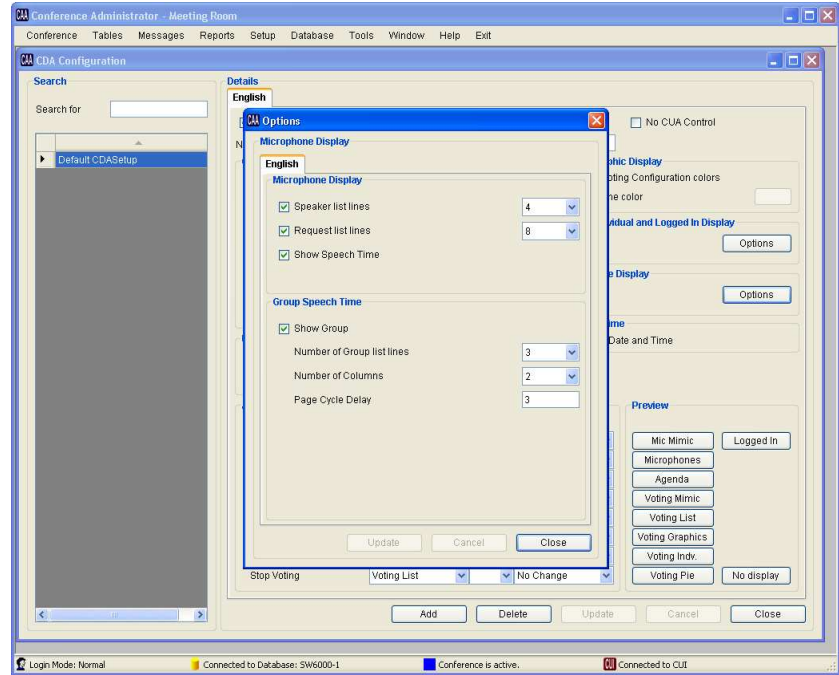 CAA Conference Administrator - Meeting Room
Conference Tables Messages Reports Setup Database Tools Window Help Exit
CAA CDA Configuration
Search
Search for
Default CDASetup
Details
English
No CUA Control
phic Display
oting Configuration colors
ne color
vidual and Logged In Display
Options
e Display
Options
ime
Date and Time
CAA Options
Microphone Display
English
Microphone Display
Speaker list lines 4
Request list lines 8
Show Speech Time
Group Speech Time
Show Group
Number of Group list lines 3
Number of Columns 2
Page Cycle Delay 3
Update Cancel Close
Preview
Mic Mimic Logged In
Microphones
Agenda
Voting Mimic
Voting List
Voting Graphics
Voting Indv.
Voting Pie No display
Stop Voting Voting List No Change
Add Delete Update Cancel Close
Login Mode: Normal Connected to Database: SW6000-1 Conference is active. CUI Connected to CUI